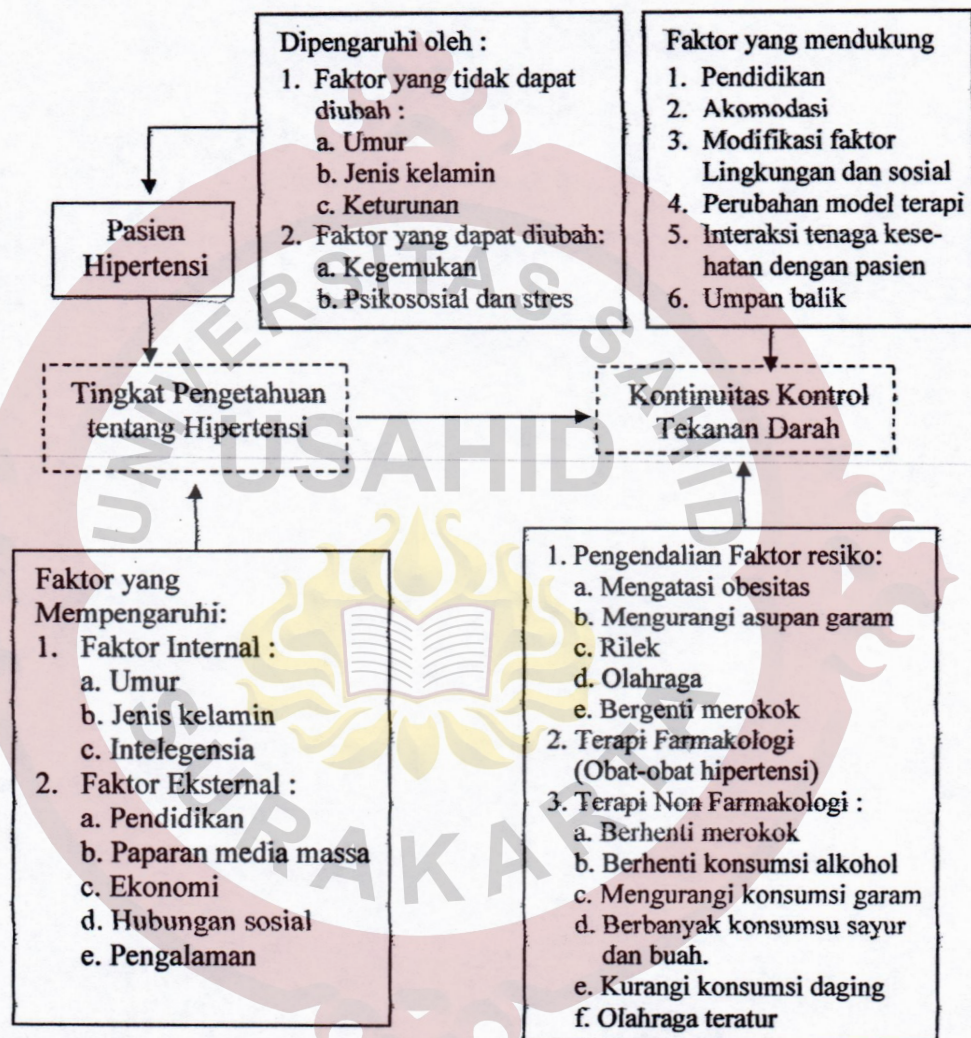 Dipengaruhi oleh :
1. Faktor yang tidak dapat
diubah :
a. Umur
b. Jenis kelamin
c. Keturunan
2. Faktor yang dapat diubah:
a. Kegemukan
b. Psikososial dan stres
Faktor yang mendukung
1. Pendidikan
2. Akomodasi
3. Modifikasi faktor
Lingkungan dan sosial
4. Perubahan model terapi
5. Interaksi tenaga kese-
hatan dengan pasien
6. Umpan balik
Pasien
Hipertensi
Tingkat Pengetahuan
tentang Hipertensi
Kontinuitas Kontrol
Tekanan Darah
Faktor yang
Mempengaruhi:
1. Faktor Internal :
a. Umur
b. Jenis kelamin
c. Intelegensia
2. Faktor Eksternal :
a. Pendidikan
b. Paparan media massa
c. Ekonomi
d. Hubungan sosial
e. Pengalaman
1. Pengendalian Faktor resiko:
a. Mengatasi obesitas
b. Mengurangi asupan garam
c. Rilek
d. Olahraga
e. Bergenti merokok
2. Terapi Farmakologi
(Obat-obat hipertensi)
3. Terapi Non Farmakologi :
a. Berhenti merokok
b. Berhenti konsumsi alkohol
c. Mengurangi konsumsi garam
d. Berbanyak konsumsu sayur
dan buah.
e. Kurangi konsumsi daging
f. Olahraga teratur
UNIVERSITAS SAHID
USAHID
SURAKARTA